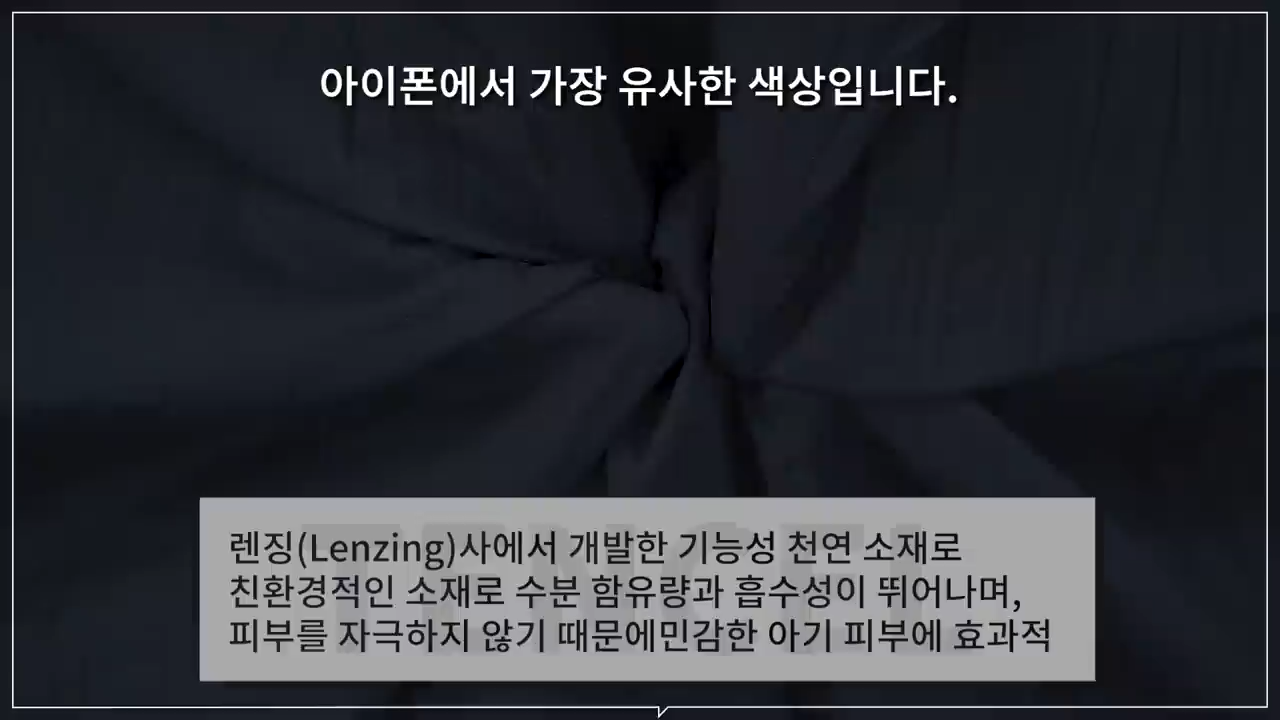 아이폰에서 가장 유사한 색상입니다.
렌징(Lenzing)사에서 개발한 기능성 천연 소재로
친환경적인 소재로 수분 함유량과 흡수성이 뛰어나며,
피부를 자극하지 않기 때문에민감한 아기 피부에 효과적